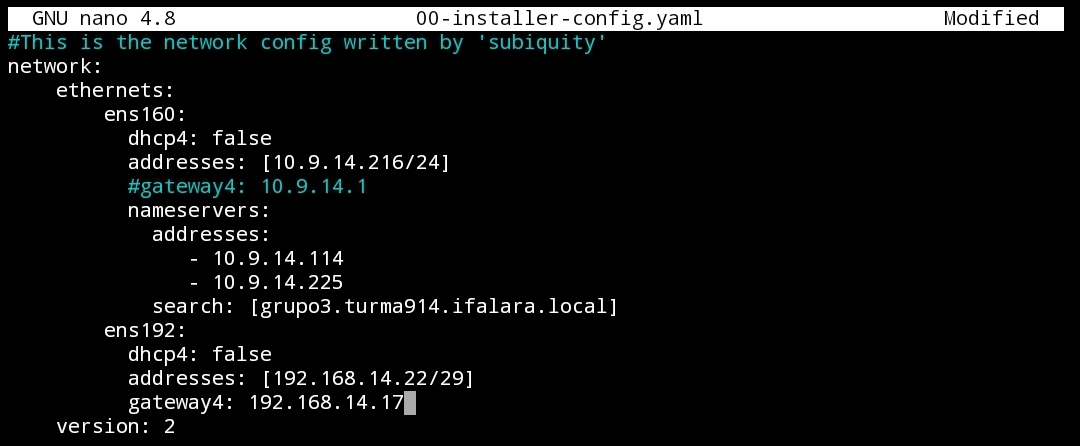 GNU nano 4.8 00-installer-config.yaml Modified
#This is the network config written by 'subiquity'
network:
    ethernets:
        ens160:
          dhcp4: false
          addresses: [10.9.14.216/24]
          #gateway4: 10.9.14.1
          nameservers:
            addresses:
               - 10.9.14.114
               - 10.9.14.225
            search: [grupo3.turma914.ifalara.local]
        ens192:
          dhcp4: false
          addresses: [192.168.14.22/29]
          gateway4: 192.168.14.17
    version: 2